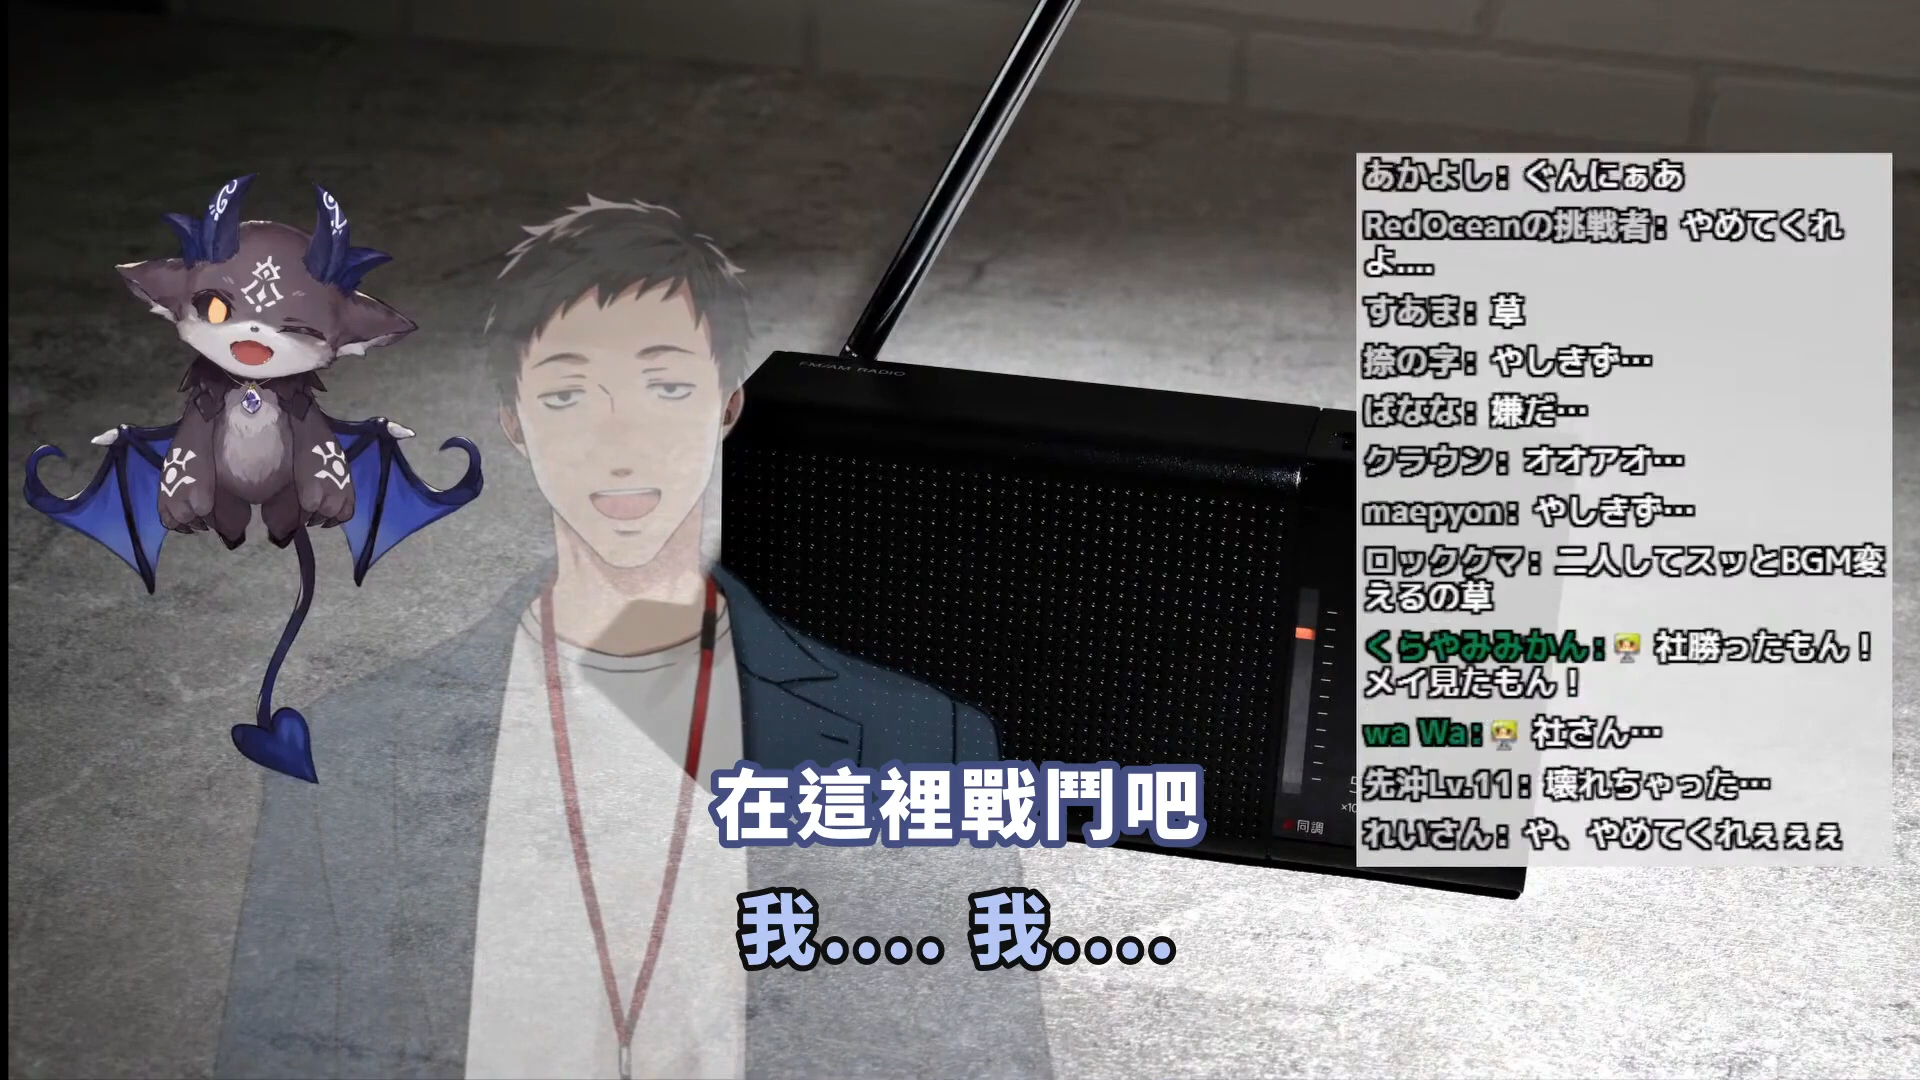 FM/AM RADIO
あかよし: ぐんにぁあ
RedOceanの挑戦者: やめてくれ
よ....
すあま: 草
捺の字: やしきず…
ばなな: 嫌だ…
クラウン: オオアオ…
maepyon: やしきず…
ロッククマ: 二人してスッとBGM変
えるの草
くらやみみかん: 社勝ったもん！
メイ見たもん！
wa Wa: 社さん…
先沖Lv.11: 壊れちゃった…
れいさん: や、やめてくれぇぇぇ
同調
在這裡戰鬥吧
我.... 我....